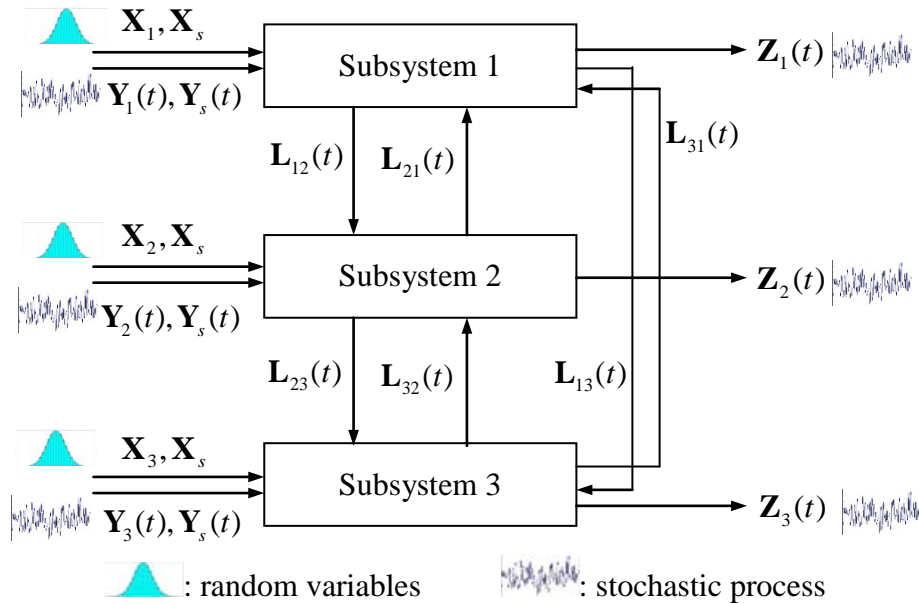 X₁, Xₛ
Y₁(t), Yₛ(t)
Subsystem 1
Z₁(t)
L₁₂(t)
L₂₁(t)
L₃₁(t)
X₂, Xₛ
Y₂(t), Yₛ(t)
Subsystem 2
Z₂(t)
L₂₃(t)
L₃₂(t)
L₁₃(t)
X₃, Xₛ
Y₃(t), Yₛ(t)
Subsystem 3
Z₃(t)
: random variables
: stochastic process